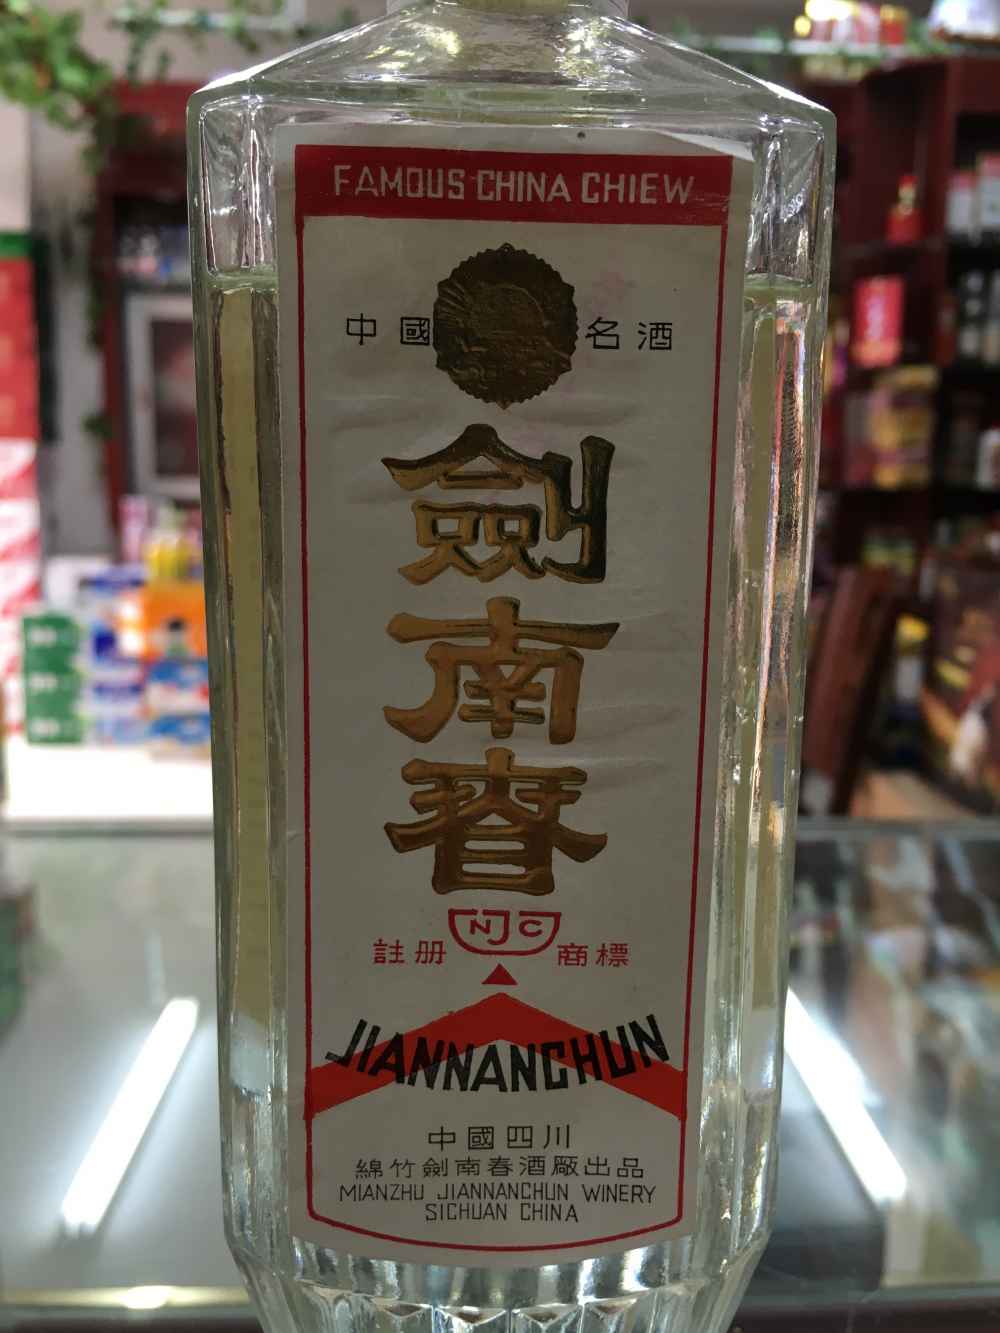 FAMOUS CHINA CHIEW
中國 名酒
劍
南
春
NJC
註册 商標
JIANNANCHUN
中國四川
綿竹劍南春酒廠出品
MIANZHU JIANNANCHUN WINERY
SICHUAN CHINA